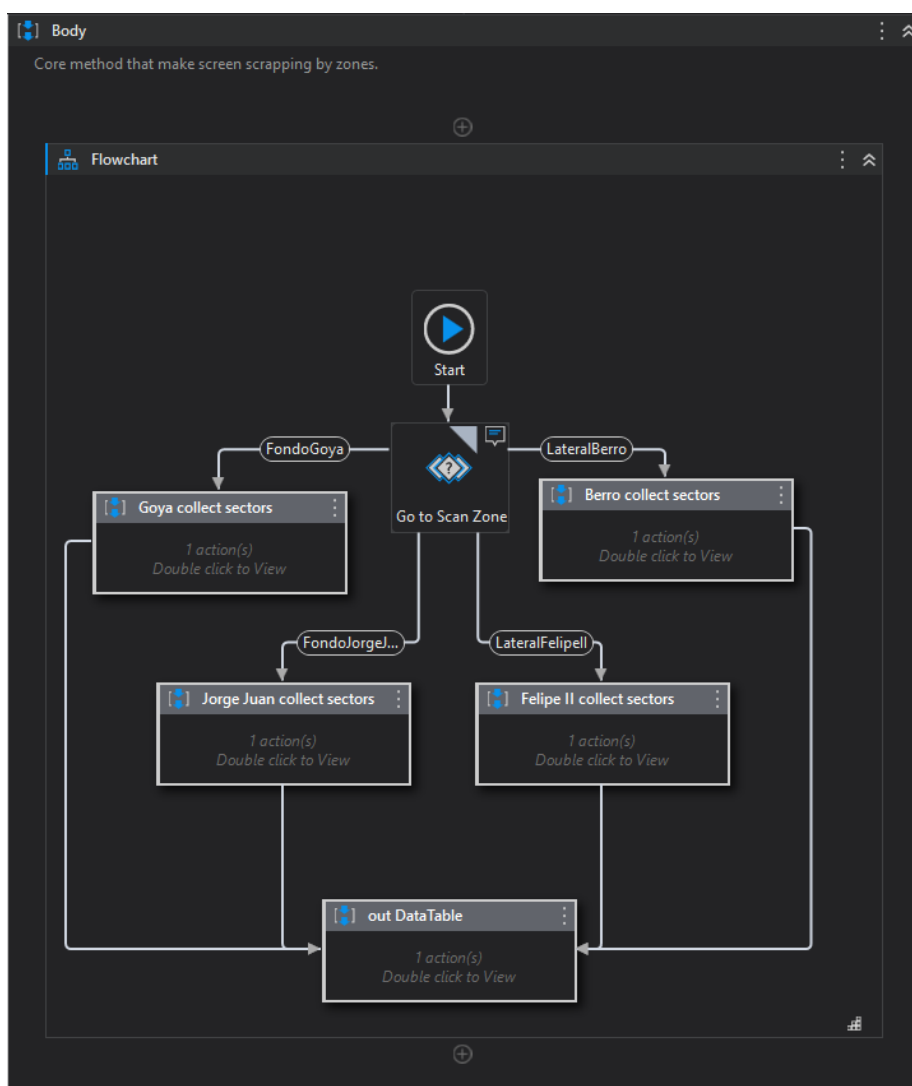 Body
Core method that make screen scrapping by zones.
Flowchart
Start
FondoGoya
LateralBerro
Go to Scan Zone
Goya collect sectors
1 action(s)
Double click to View
Berro collect sectors
1 action(s)
Double click to View
FondoJorgeJ...
LateralFelipeII
Jorge Juan collect sectors
1 action(s)
Double click to View
Felipe II collect sectors
1 action(s)
Double click to View
out DataTable
1 action(s)
Double click to View